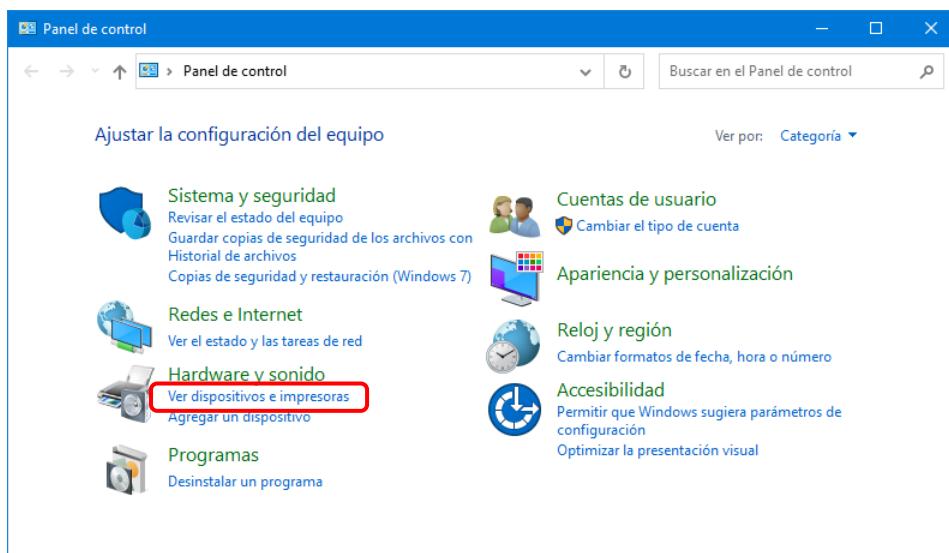 Panel de control
Panel de control
Buscar en el Panel de control
Ajustar la configuración del equipo
Ver por: Categoría
Sistema y seguridad
Revisar el estado del equipo
Guardar copias de seguridad de los archivos con
Historial de archivos
Copias de seguridad y restauración (Windows 7)
Redes e Internet
Ver el estado y las tareas de red
Hardware y sonido
Ver dispositivos e impresoras
Agregar un dispositivo
Programas
Desinstalar un programa
Cuentas de usuario
Cambiar el tipo de cuenta
Apariencia y personalización
Reloj y región
Cambiar formatos de fecha, hora o número
Accesibilidad
Permitir que Windows sugiera parámetros de
configuración
Optimizar la presentación visual